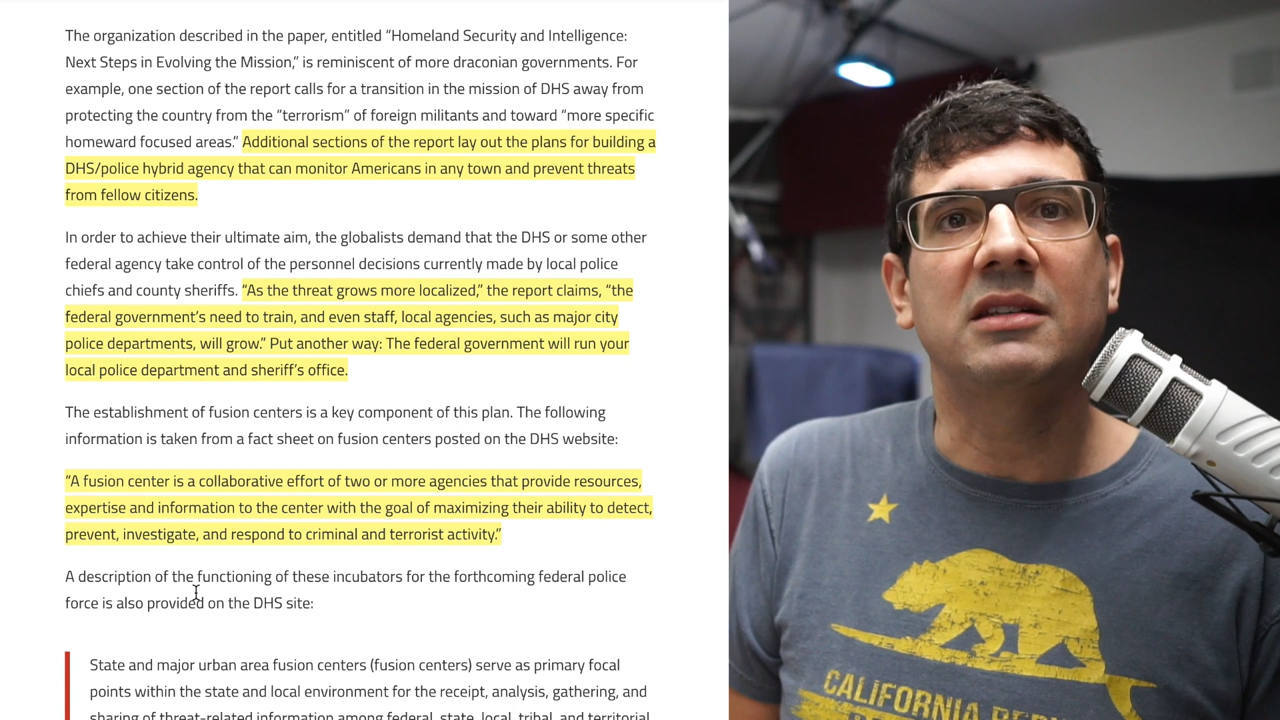 The organization described in the paper, entitled “Homeland Security and Intelligence:
Next Steps in Evolving the Mission,” is reminiscent of more draconian governments. For
example, one section of the report calls for a transition in the mission of DHS away from
protecting the country from the “terrorism” of foreign militants and toward “more specific
homeward focused areas.” Additional sections of the report lay out the plans for building a
DHS/police hybrid agency that can monitor Americans in any town and prevent threats
from fellow citizens.
In order to achieve their ultimate aim, the globalists demand that the DHS or some other
federal agency take control of the personnel decisions currently made by local police
chiefs and county sheriffs. “As the threat grows more localized,” the report claims, “the
federal government’s need to train, and even staff, local agencies, such as major city
police departments, will grow.” Put another way: The federal government will run your
local police department and sheriff’s office.
The establishment of fusion centers is a key component of this plan. The following
information is taken from a fact sheet on fusion centers posted on the DHS website:
“A fusion center is a collaborative effort of two or more agencies that provide resources,
expertise and information to the center with the goal of maximizing their ability to detect,
prevent, investigate, and respond to criminal and terrorist activity.”
A description of the functioning of these incubators for the forthcoming federal police
force is also provided on the DHS site:
State and major urban area fusion centers (fusion centers) serve as primary focal
points within the state and local environment for the receipt, analysis, gathering, and
sharing of threat-related information among federal, state, local, tribal, and territorial
CALIFORNIA